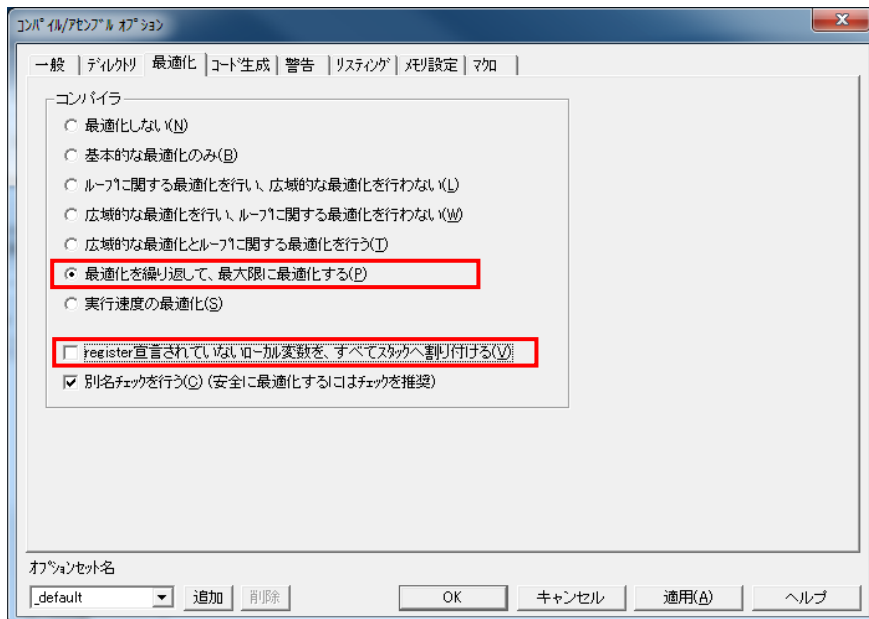 コンパイル/アセンブル オプション
一般 ディレクトリ 最適化 コード生成 警告 リスティング メモリ設定 マクロ
コンパイラ
最適化しない(N)
基本的な最適化のみ(B)
ループに関する最適化を行い、広域的な最適化を行わない(L)
広域的な最適化を行い、ループに関する最適化を行わない(W)
広域的な最適化とループに関する最適化を行う(T)
最適化を繰り返して、最大限に最適化する(P)
実行速度の最適化(S)
register宣言されていないローカル変数を、すべてスタックへ割り付ける(V)
別名チェックを行う(C) (安全に最適化するにはチェックを推奨)
オプションセット名
_default 追加 削除 OK キャンセル 適用(A) ヘルプ